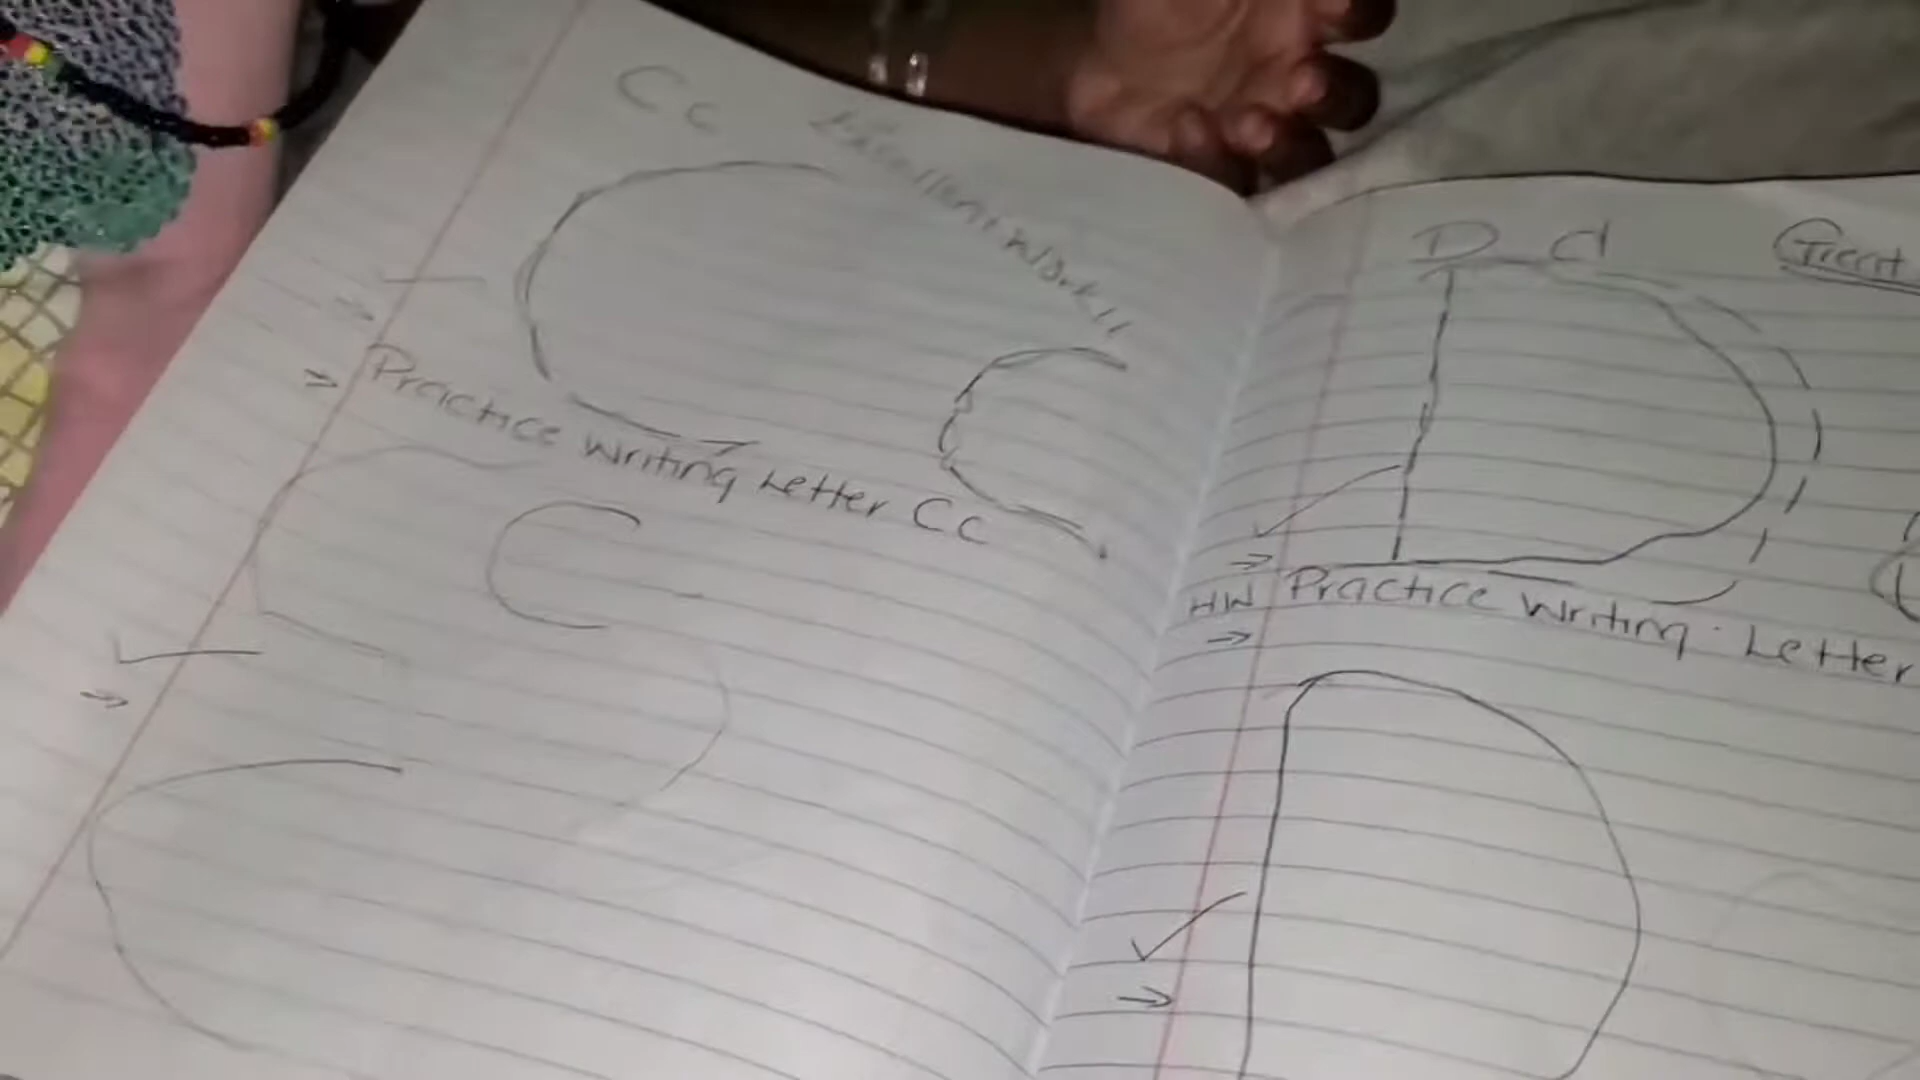 Cc
Excellent Work!!
Practice Writing Letter Cc
D d
Great
HW Practice Writing Letter